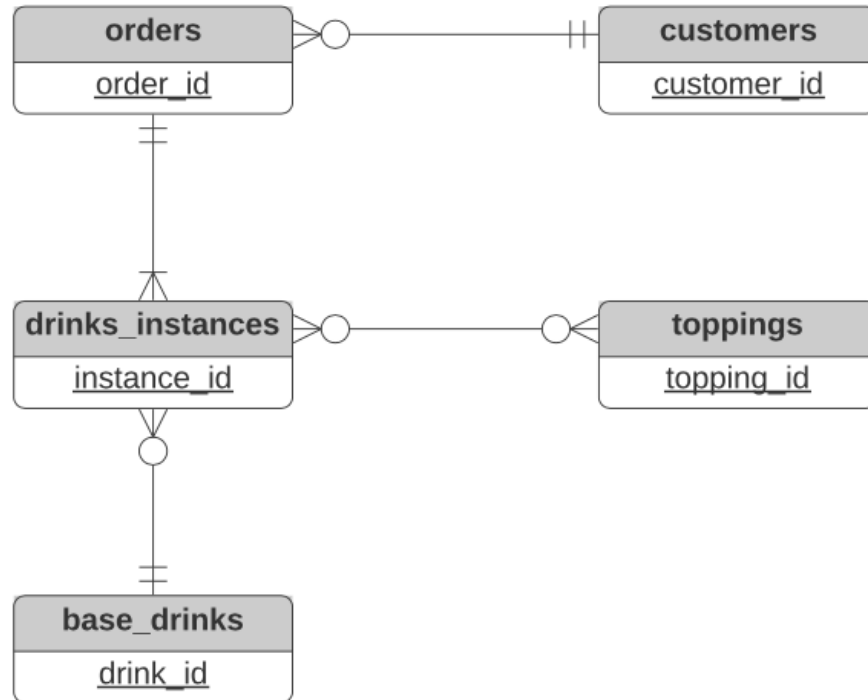 orders
order_id
customers
customer_id
drinks_instances
instance_id
toppings
topping_id
base_drinks
drink_id